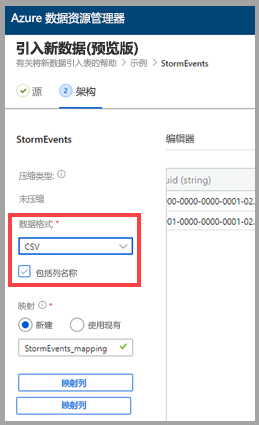 Azure 数据资源管理器
引入新数据(预览版)
有关将新数据引入表的帮助 > 示例 > StormEvents
源
2 架构
StormEvents
编辑器
压缩类型:
uid (string)
未压缩
00-0000-0000-0001-02.
数据格式 *
01-0000-0000-0001-02..
CSV
包括列名称
映射 *
新建 使用现有
StormEvents_mapping
映射列
映射列